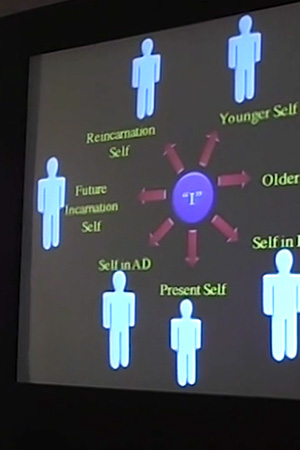 Younger Self
Reincarnation
Self
Older
Future
Incarnation
Self
"I"
Self in
Self in AD
Present Self